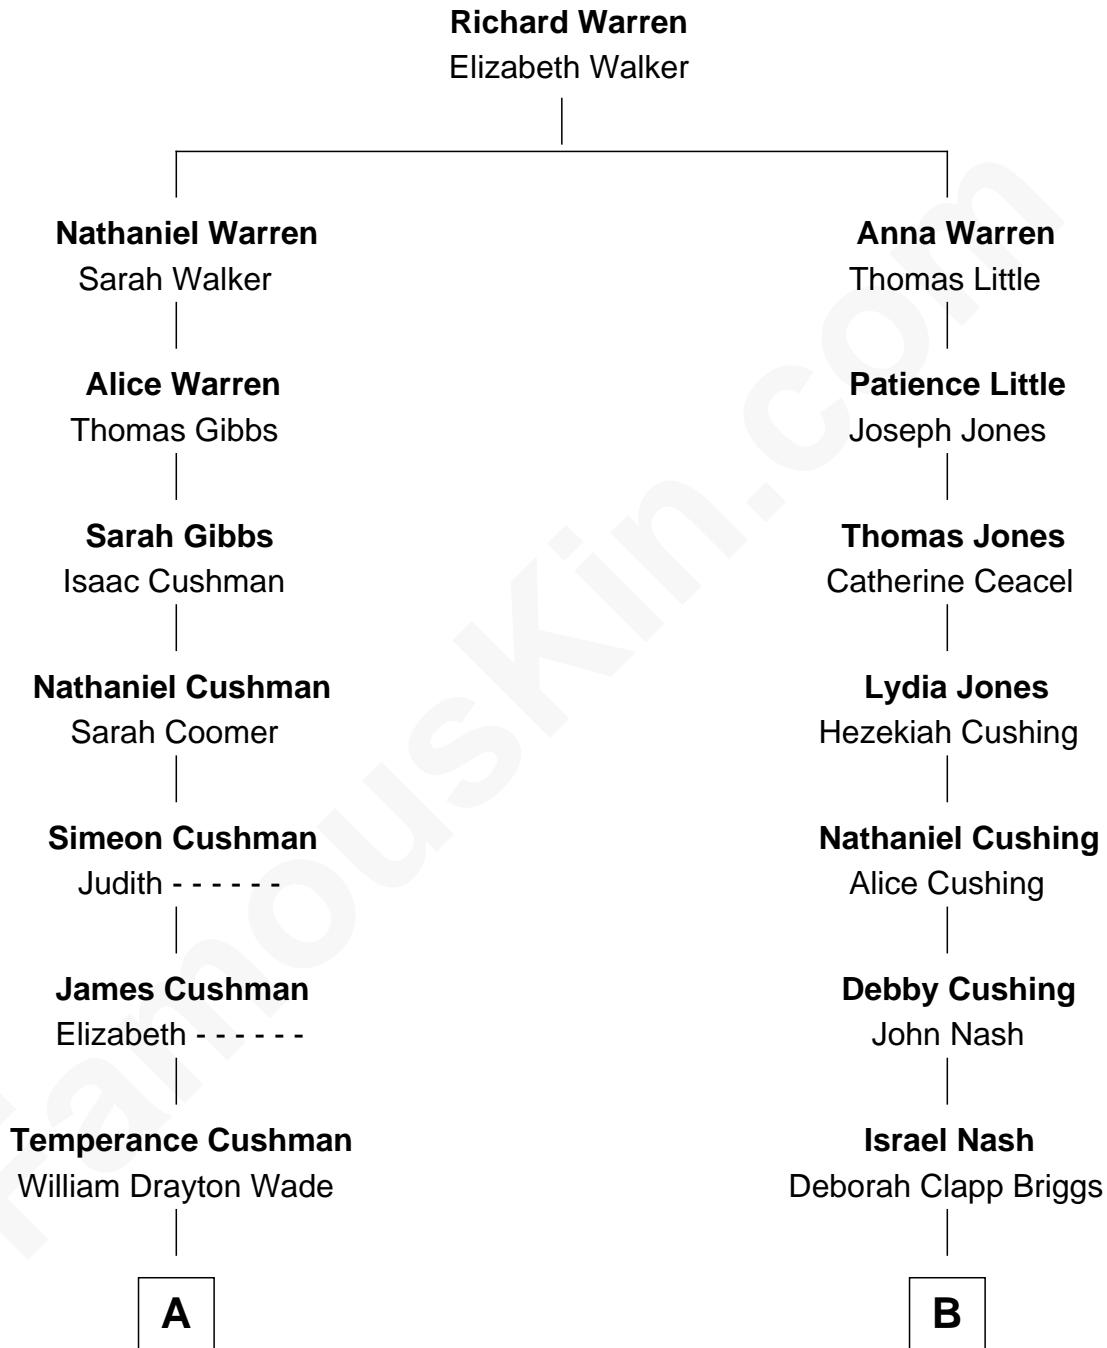 Richard Warren
Elizabeth Walker
Nathaniel Warren
Sarah Walker
Anna Warren
Thomas Little
Alice Warren
Thomas Gibbs
Patience Little
Joseph Jones
Sarah Gibbs
Isaac Cushman
Thomas Jones
Catherine Ceacel
Nathaniel Cushman
Sarah Coomer
Lydia Jones
Hezekiah Cushing
Simeon Cushman
Judith - - - - - -
Nathaniel Cushing
Alice Cushing
James Cushman
Elizabeth - - - - - -
Debby Cushing
John Nash
Temperance Cushman
William Drayton Wade
Israel Nash
Deborah Clapp Briggs
A
B
FamousKin.com